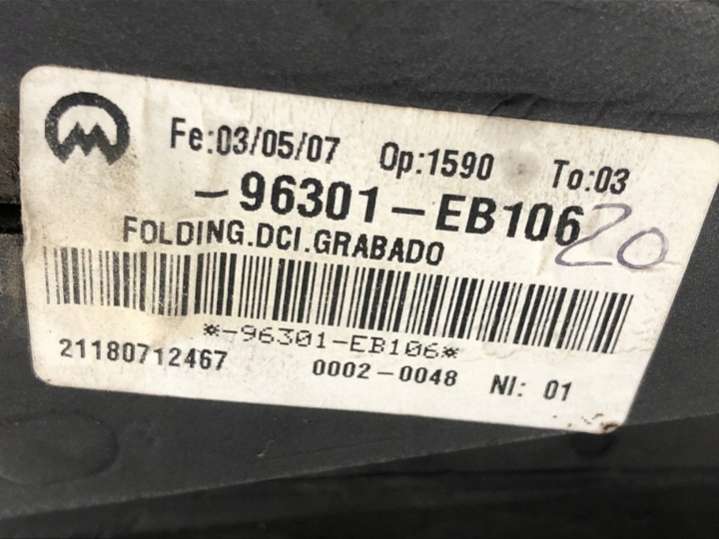 Fe:03/05/07 Op:1590 To:03
-96301-EB106 20
FOLDING.DCI.GRABADO
*-96301-EB106*
21180712467 0002-0048 NI: 01